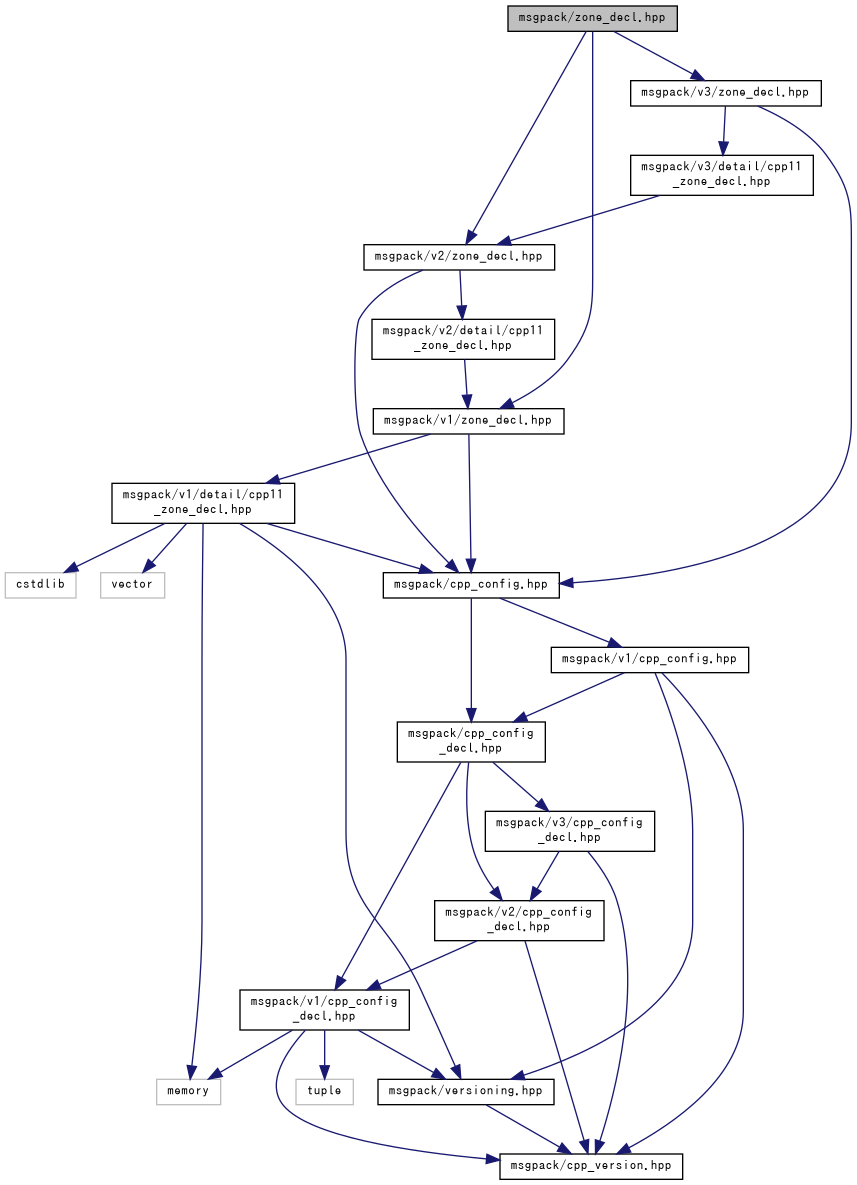 msgpack/zone_decl.hpp
msgpack/v3/zone_decl.hpp
msgpack/v3/detail/cpp11
_zone_decl.hpp
msgpack/v2/zone_decl.hpp
msgpack/v2/detail/cpp11
_zone_decl.hpp
msgpack/v1/zone_decl.hpp
msgpack/v1/detail/cpp11
_zone_decl.hpp
cstdlib
vector
msgpack/cpp_config.hpp
msgpack/v1/cpp_config.hpp
msgpack/cpp_config
_decl.hpp
msgpack/v3/cpp_config
_decl.hpp
msgpack/v2/cpp_config
_decl.hpp
msgpack/v1/cpp_config
_decl.hpp
memory
tuple
msgpack/versioning.hpp
msgpack/cpp_version.hpp